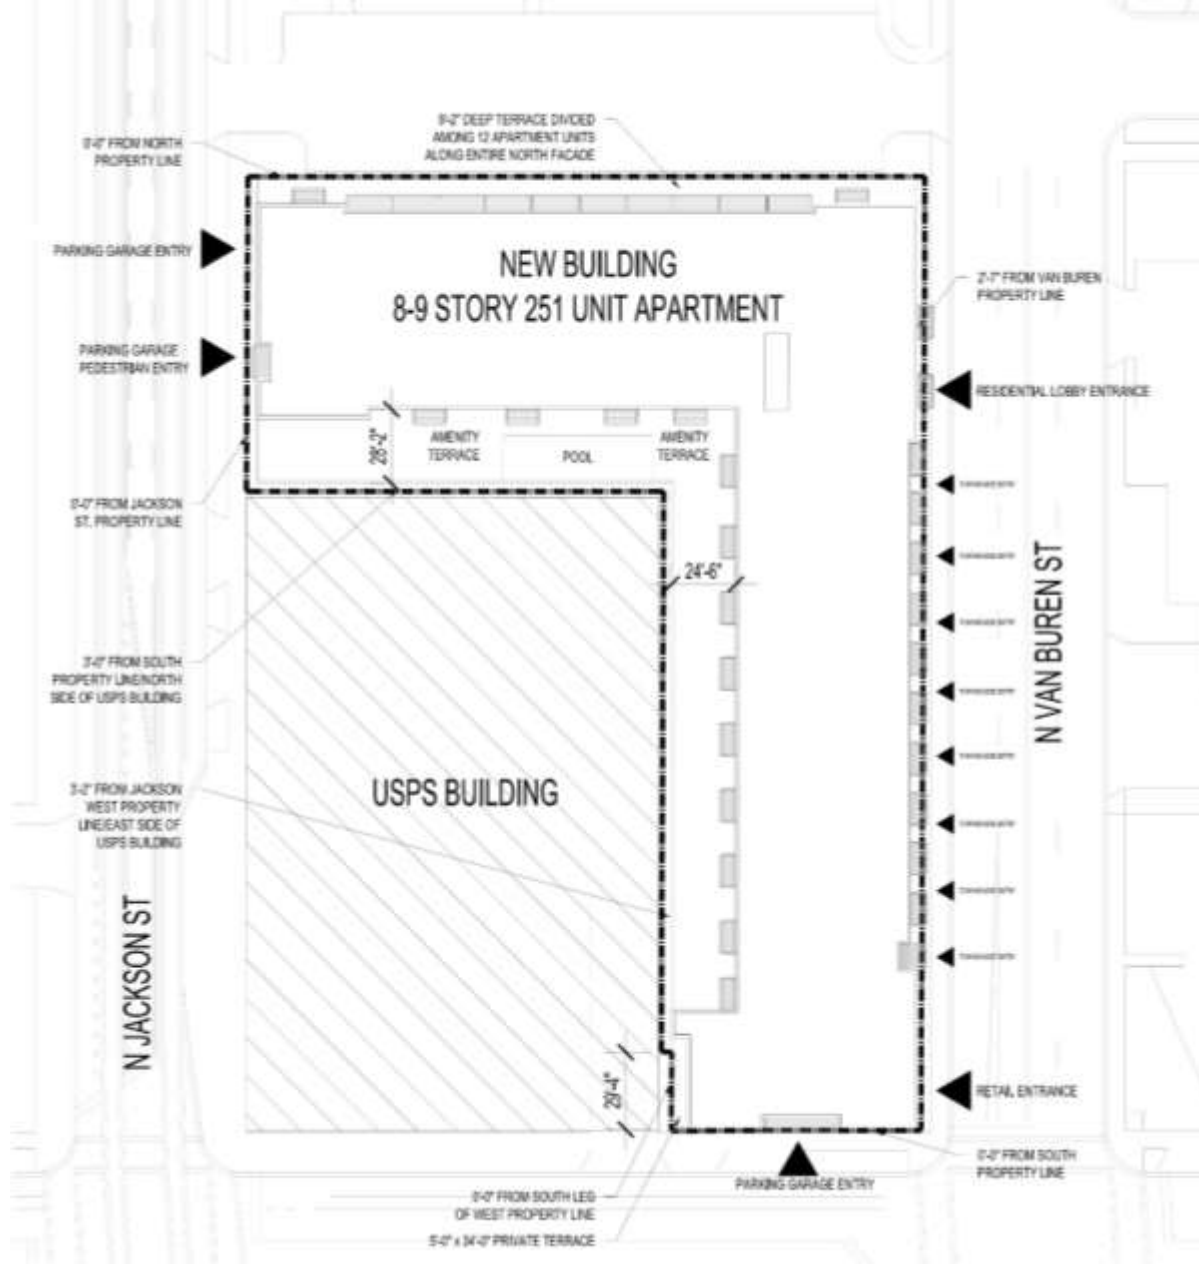 9'-2" DEEP TERRACE DIVIDED
AMONG 12 APARTMENT UNITS
ALONG ENTIRE NORTH FACADE
0'-0" FROM NORTH
PROPERTY LINE
PARKING GARAGE ENTRY
NEW BUILDING
8-9 STORY 251 UNIT APARTMENT
2'-7" FROM VAN BUREN
PROPERTY LINE
PARKING GARAGE
PEDESTRIAN ENTRY
RESIDENTIAL LOBBY ENTRANCE
28'-2"
AMENITY
TERRACE
POOL
AMENITY
TERRACE
0'-0" FROM JACKSON
ST. PROPERTY LINE
24'-6"
N VAN BUREN ST
3'-0" FROM SOUTH
PROPERTY LINE/NORTH
SIDE OF USPS BUILDING
USPS BUILDING
3'-2" FROM JACKSON
WEST PROPERTY
LINE/EAST SIDE OF
USPS BUILDING
N JACKSON ST
29'-4"
RETAIL ENTRANCE
0'-0" FROM SOUTH
PROPERTY LINE
PARKING GARAGE ENTRY
0'-0" FROM SOUTH LEG
OF WEST PROPERTY LINE
5'-0" x 34'-0" PRIVATE TERRACE